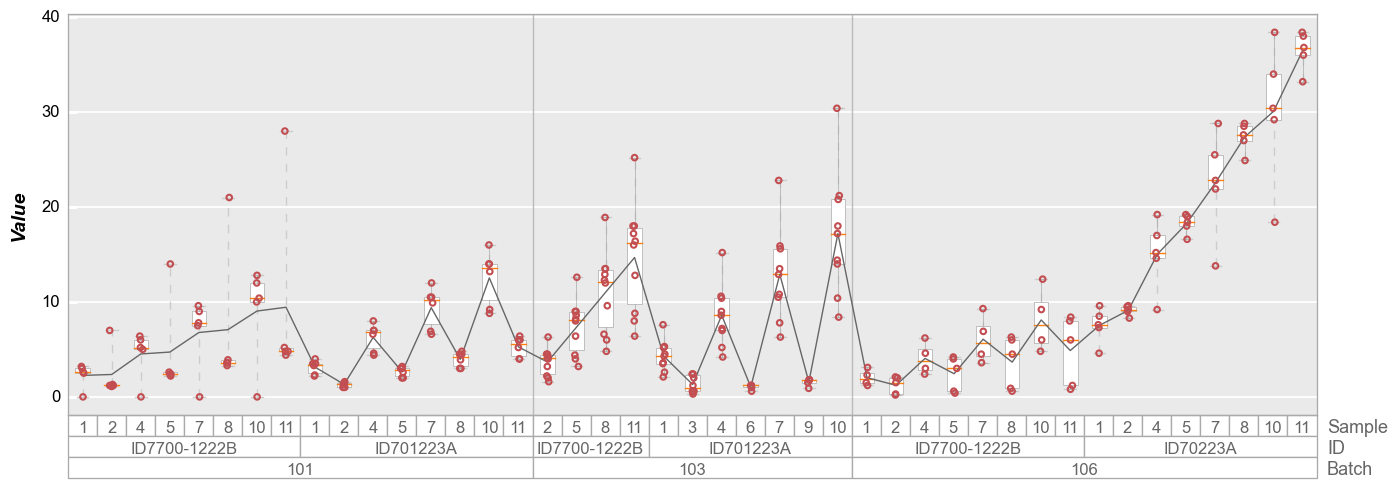 40
30
20
10
0
Value
1 2 4 5 7 8 10 11 1 2 4 5 7 8 10 11 2 5 8 11 1 3 4 6 7 9 10 1 2 4 5 7 8 10 11 1 2 4 5 7 8 10 11 Sample
ID7700-1222B ID701223A ID7700-1222B ID701223A ID7700-1222B ID70223A ID
101 103 106 Batch